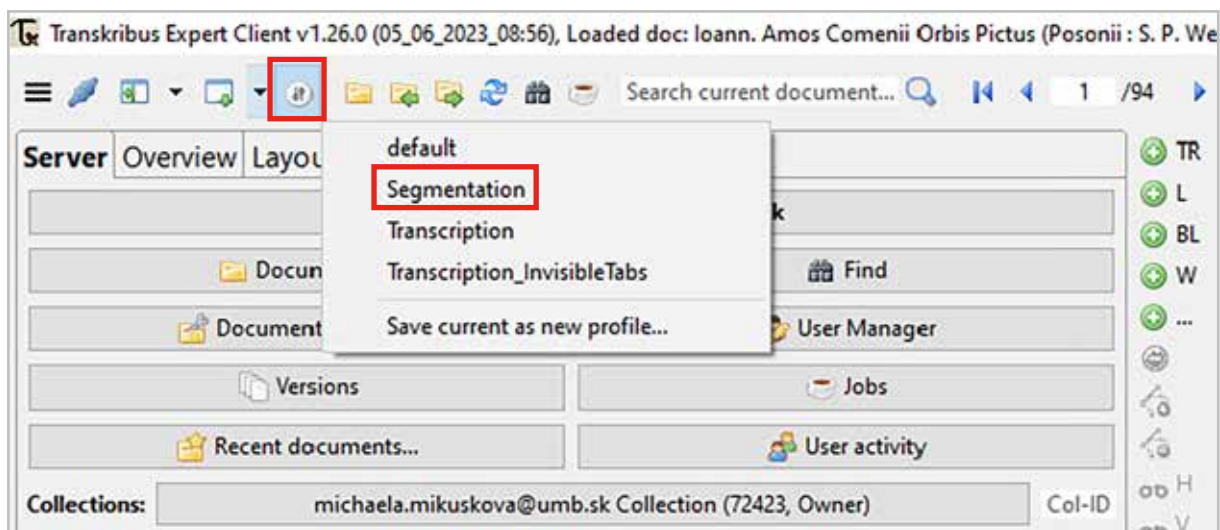 Transkribus Expert Client v1.26.0 (05_06_2023_08:56), Loaded doc: Ioann. Amos Comenii Orbis Pictus (Posonii : S. P. We
Search current document... 1 /94
Server Overview Layou
default
Segmentation
Transcription
Transcription_InvisibleTabs
Save current as new profile...
k
Docun Find
Document User Manager
Versions Jobs
Recent documents... User activity
Collections: michaela.mikuskova@umb.sk Collection (72423, Owner) Col-ID
TR
L
BL
W
...
H
V